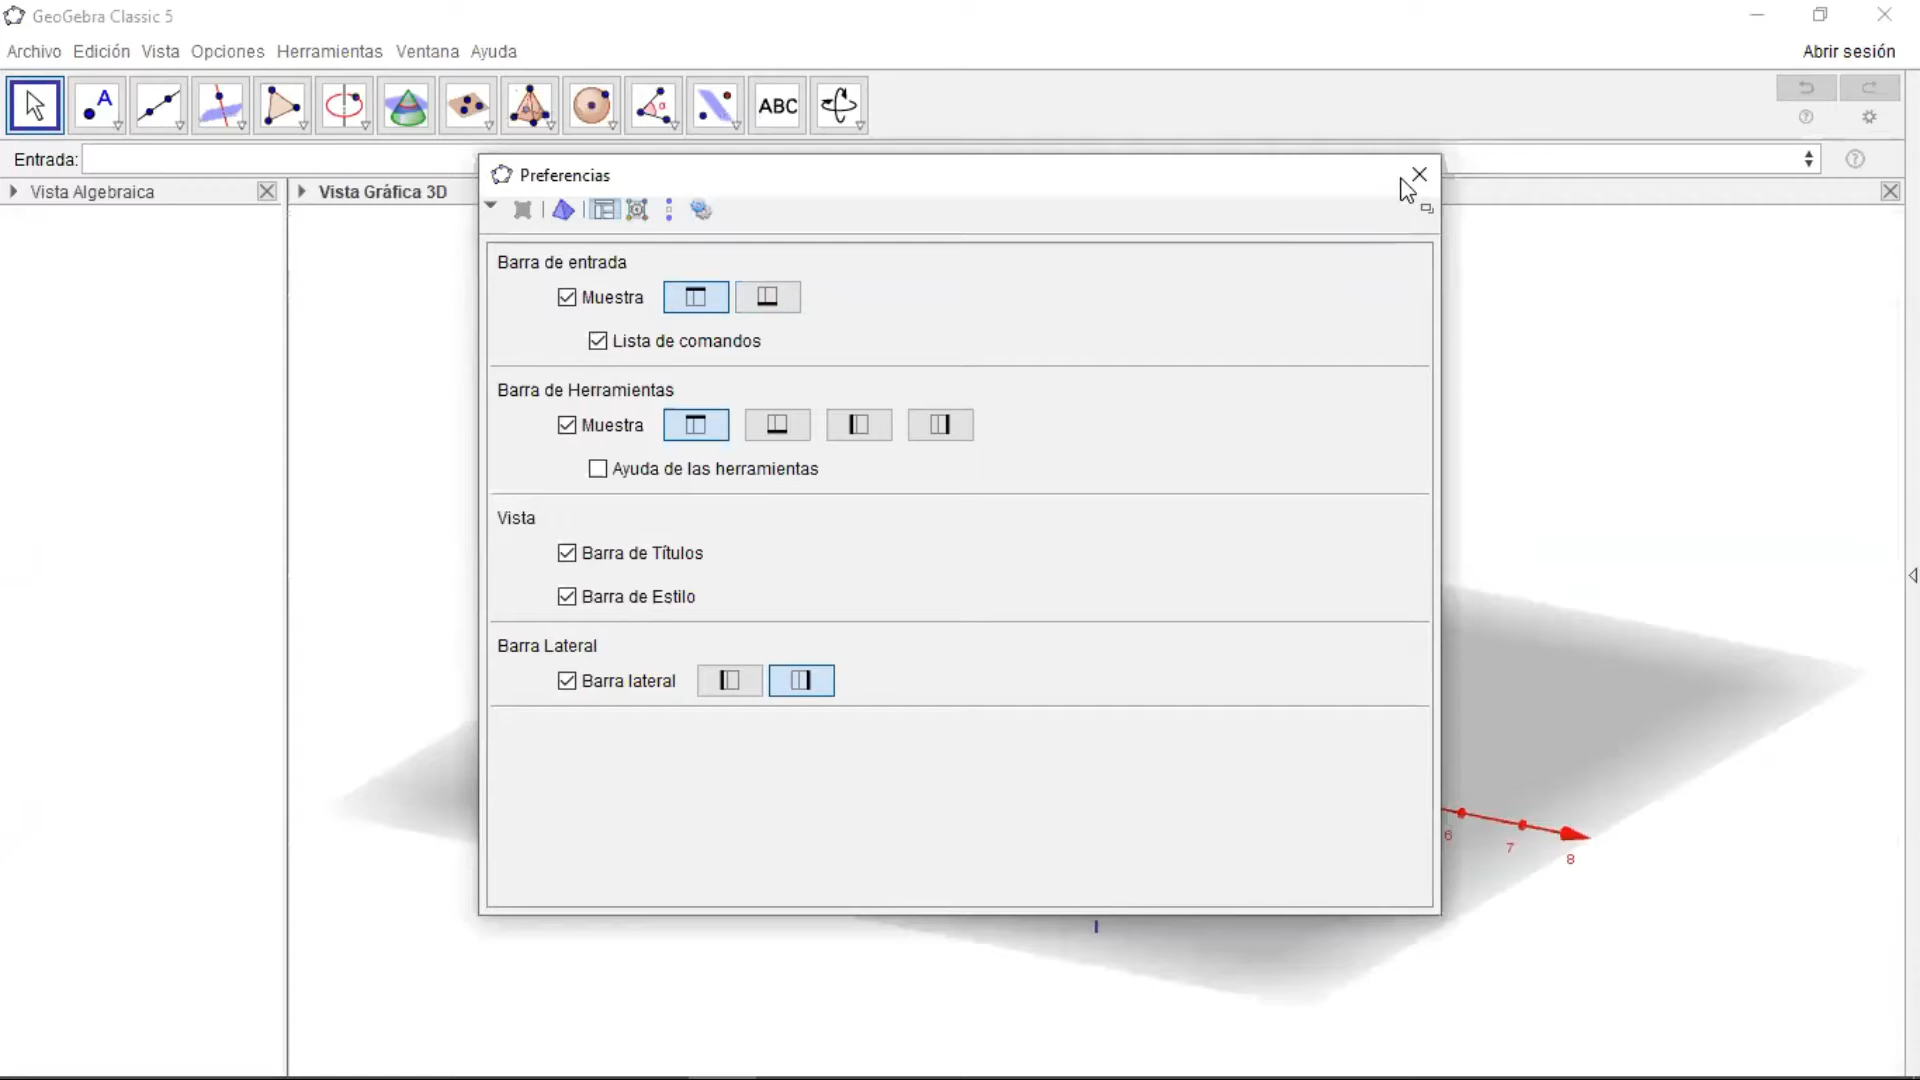 GeoGebra Classic 5
Archivo Edición Vista Opciones Herramientas Ventana Ayuda
Abrir sesión
A
α
ABC
Entrada:
Vista Algebraica
Vista Gráfica 3D
Preferencias
Barra de entrada
Muestra
Lista de comandos
Barra de Herramientas
Muestra
Ayuda de las herramientas
Vista
Barra de Títulos
Barra de Estilo
Barra Lateral
Barra lateral
6
7
8